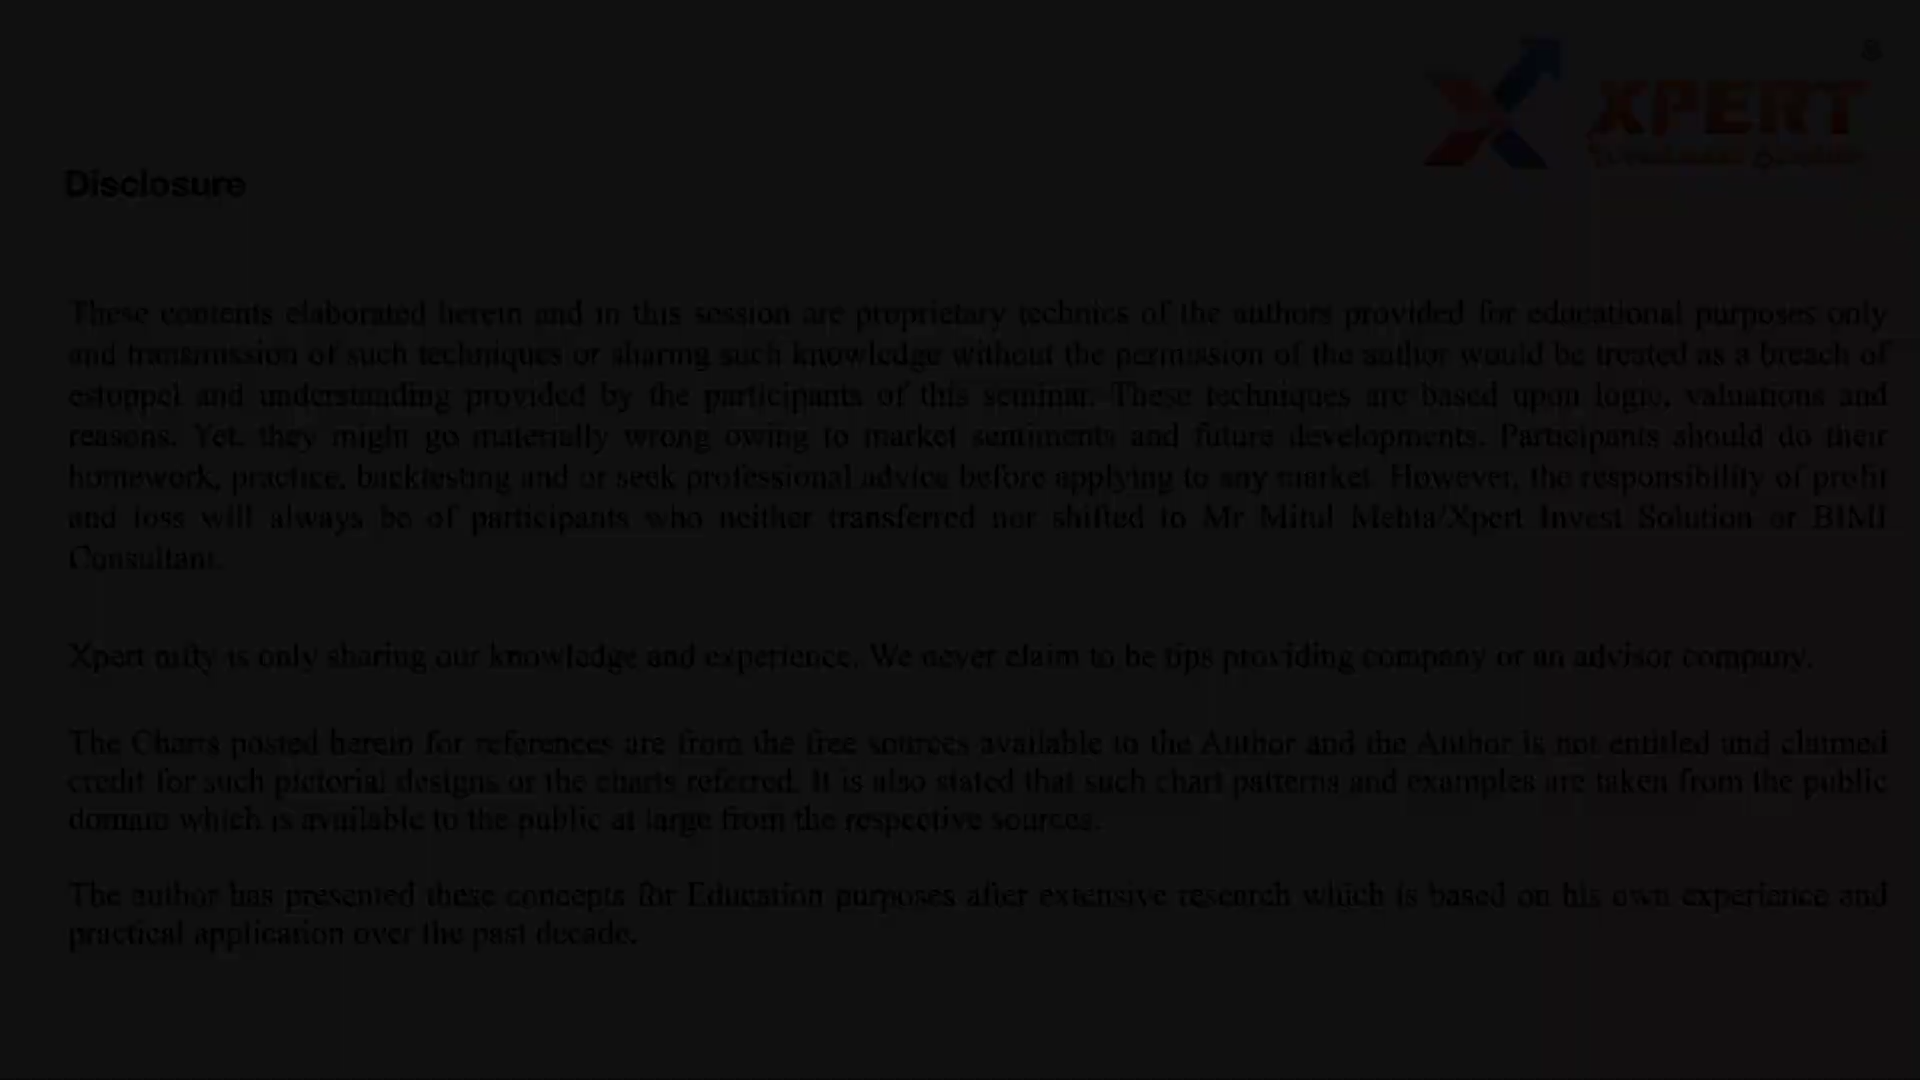 XPERT
Disclosure
These contents elaborated herein and in this session are proprietary technics of the authors provided for educational purposes only
and transmission of such techniques or sharing such knowledge without the permission of the author would be treated as a breach of
estoppel and understanding provided by the participants of this seminar. These techniques are based upon logic, valuations and
reasons. Yet, they might go materially wrong owing to market sentiments and future developments. Participants should do their
homework, practice, backtesting and or seek professional advice before applying to any market. However, the responsibility of profit
and loss will always be of participants who neither transferred nor shifted to Mr Mitul Mehta/Xpert Invest Solution or BIMI
Consultant.
Xpert nifty is only sharing our knowledge and experience. We never claim to be tips providing company or an advisor company.
The Charts posted herein for references are from the free sources available to the Author and the Author is not entitled and claimed
credit for such pictorial designs or the charts referred. It is also stated that such chart patterns and examples are taken from the public
domain which is available to the public at large from the respective sources.
The author has presented these concepts for Education purposes after extensive research which is based on his own experience and
practical application over the past decade.